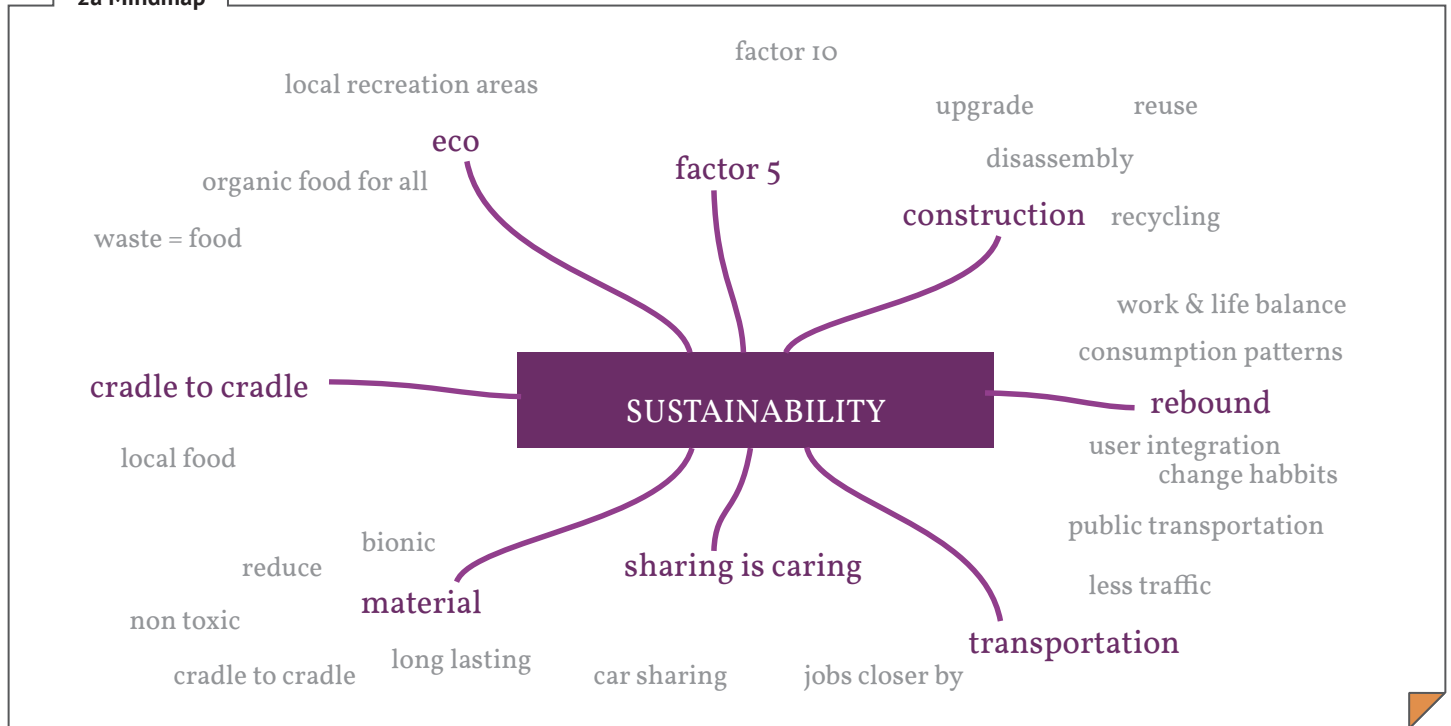 2a Mindmap
factor 10
local recreation areas
upgrade
reuse
eco
disassembly
factor 5
organic food for all
construction
recycling
waste = food
work & life balance
consumption patterns
cradle to cradle
SUSTAINABILITY
rebound
local food
user integration
change habbits
public transportation
bionic
reduce
sharing is caring
less traffic
material
non toxic
transportation
long lasting
cradle to cradle
car sharing
jobs closer by